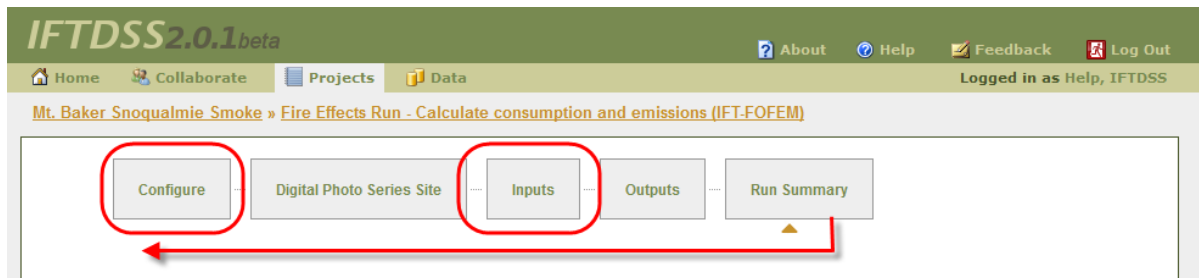 IFTDSS2.0.1beta
About Help Feedback Log Out
Home Collaborate Projects Data Logged in as Help, IFTDSS
Mt. Baker Snoqualmie Smoke » Fire Effects Run - Calculate consumption and emissions (IFT-FOFEM)
Configure Digital Photo Series Site Inputs Outputs Run Summary